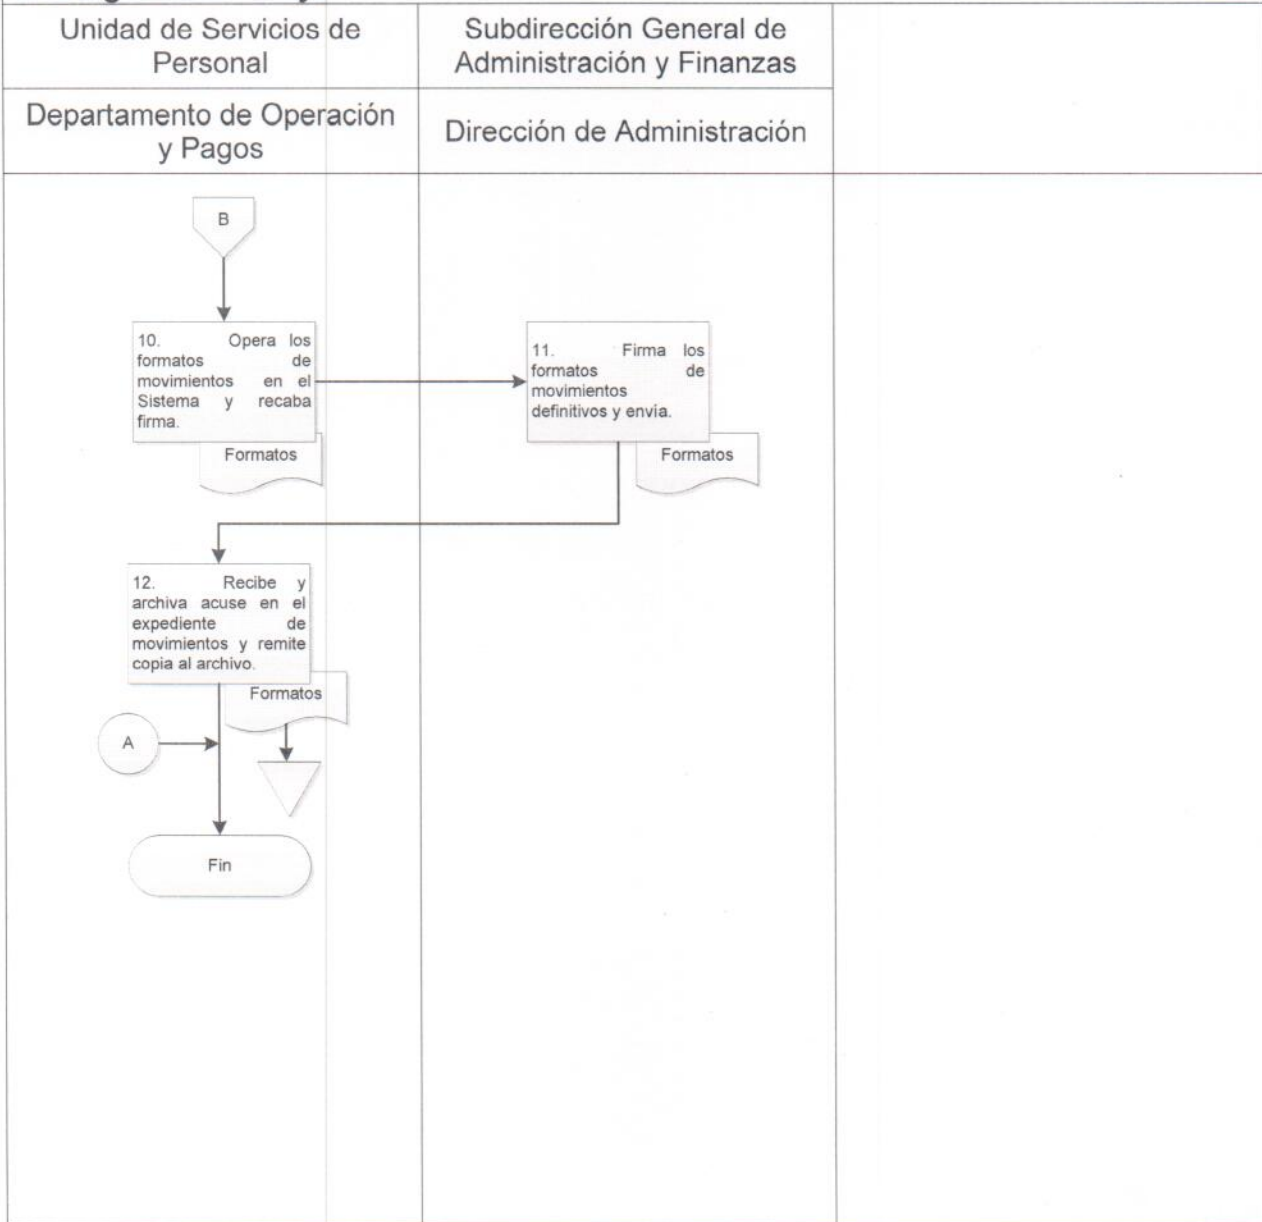 Unidad de Servicios de
Personal
Subdirección General de
Administración y Finanzas
Departamento de Operación
y Pagos
Dirección de Administración
B
10. Opera los
formatos de
movimientos en el
Sistema y recaba
firma.
Formatos
11. Firma los
formatos de
movimientos
definitivos y envía.
Formatos
12. Recibe y
archiva acuse en el
expediente de
movimientos y remite
copia al archivo.
Formatos
A
Fin